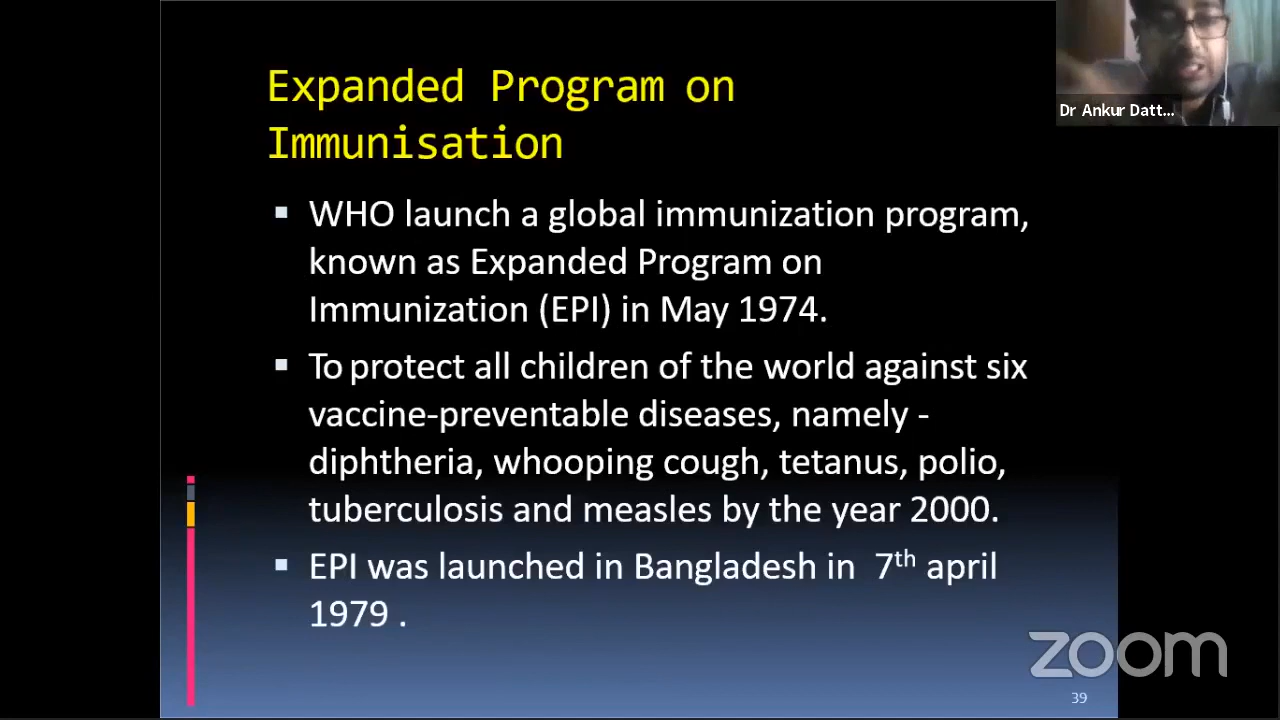 Expanded Program on
Immunisation
▪ WHO launch a global immunization program,
known as Expanded Program on
Immunization (EPI) in May 1974.
▪ To protect all children of the world against six
vaccine-preventable diseases, namely -
diphtheria, whooping cough, tetanus, polio,
tuberculosis and measles by the year 2000.
▪ EPI was launched in Bangladesh in 7th april
1979 .
Dr Ankur Datt...
zoom
39